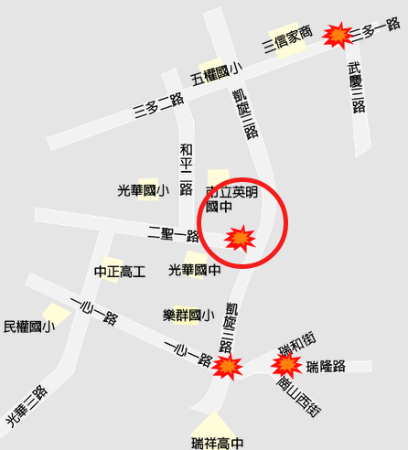 三信家商
三多一路
五權國小
武慶三路
三多二路
凱旋三路
和平二路
光華國小
市立英明
國中
二聖一路
中正高工
光華國中
一心一路
樂群國小
凱旋三路
民權國小
一心一路
瑞和街
瑞隆路
崗山西街
光華三路
瑞祥高中